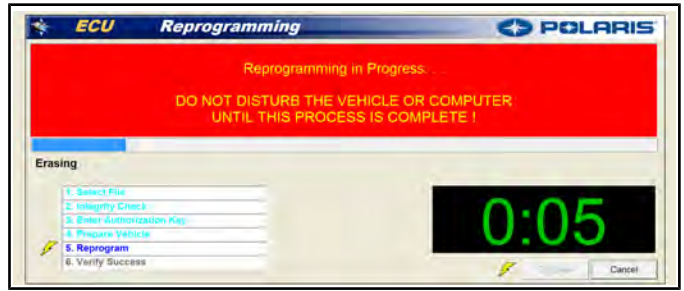 ECU Reprogramming POLARIS
Reprogramming in Progress. . .
DO NOT DISTURB THE VEHICLE OR COMPUTER
UNTIL THIS PROCESS IS COMPLETE !
Erasing
1. Select File
2. Integrity Check
3. Enter Authorization Key
4. Prepare Vehicle
5. Reprogram
6. Verify Success
0:05
Cancel